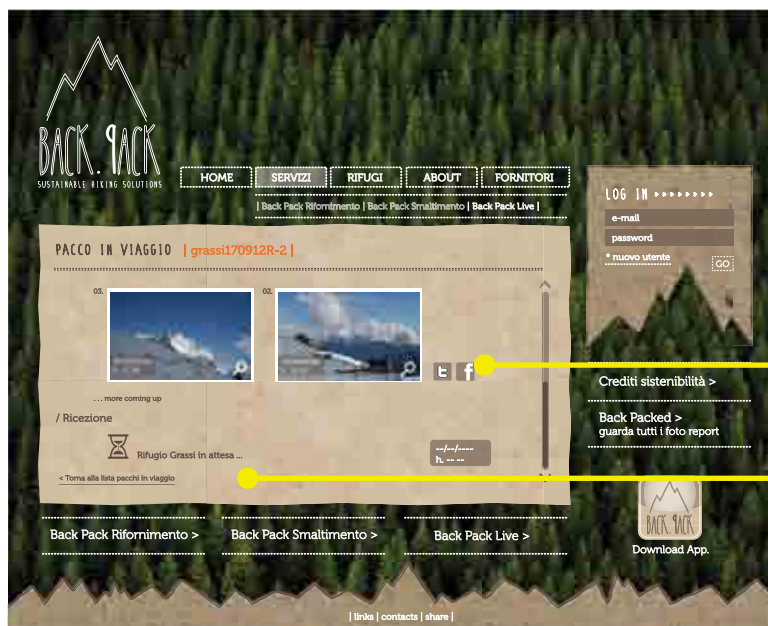 BACK.PACK
SUSTAINABLE HIKING SOLUTIONS
HOME SERVIZI RIFUGI ABOUT FORNITORI
| Back Pack Rifornimento | Back Pack Smaltimento | Back Pack Live |
LOG IN
e-mail
password
* nuovo utente
GO
PACCO IN VIAGGIO | grassi170912R-2 |
03. 02.
... more coming up
/ Ricezione
Rifugio Grassi in attesa ...
--/--/----
h. -- --
< Torna alla lista pacchi in viaggio
Crediti sistenibilità >
Back Packed >
guarda tutti i foto report
BACK.PACK
Download App.
Back Pack Rifornimento > Back Pack Smaltimento > Back Pack Live >
| links | contacts | share |